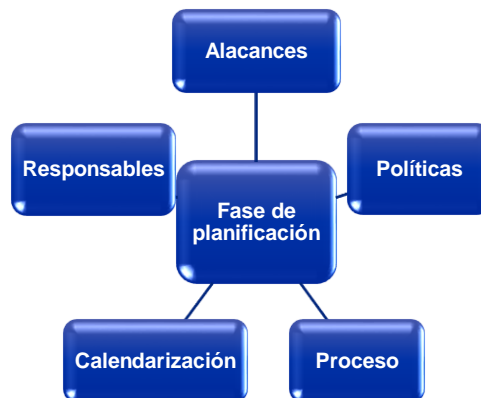 Alacances
Responsables
Políticas
Fase de
planificación
Calendarización
Proceso